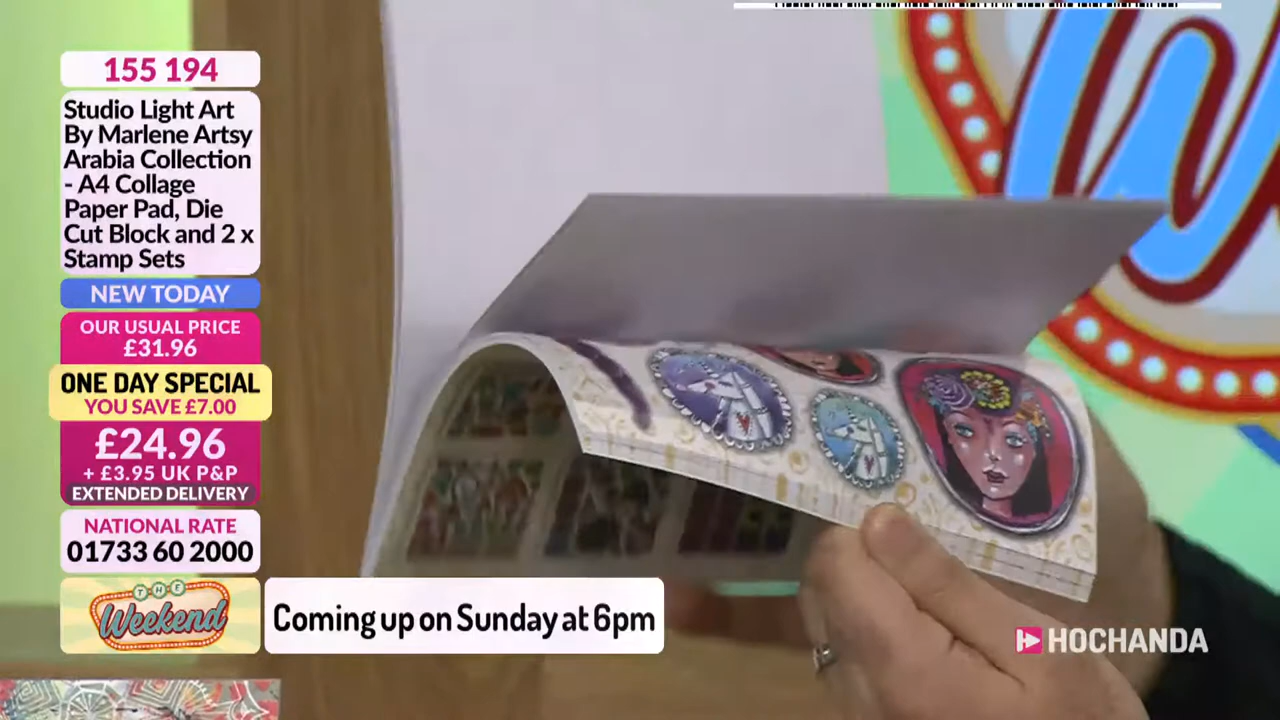 155 194
Studio Light Art
By Marlene Artsy
Arabia Collection
- A4 Collage
Paper Pad, Die
Cut Block and 2 x
Stamp Sets
NEW TODAY
OUR USUAL PRICE
£31.96
ONE DAY SPECIAL
YOU SAVE £7.00
£24.96
+ £3.95 UK P&P
EXTENDED DELIVERY
NATIONAL RATE
01733 60 2000
THE
Weekend
Coming up on Sunday at 6pm
HOCHANDA